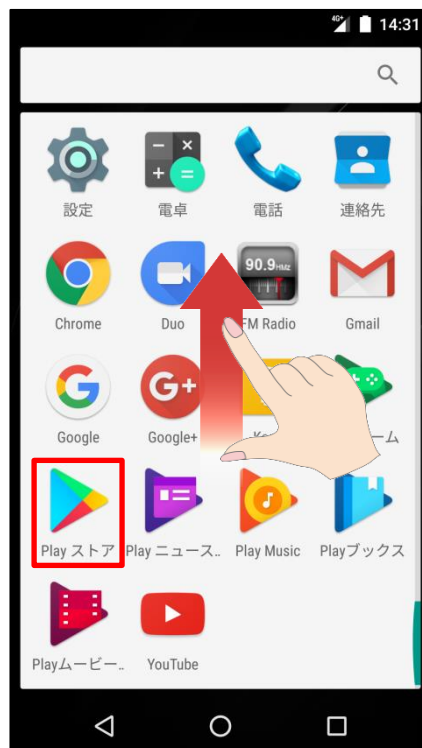 4G+ 14:31
設定 電卓 電話 連絡先
90.9MHz
Chrome Duo FM Radio Gmail
G+
Google Google+
Play ストア Play ニュース.. Play Music Playブックス
Playムービー.. YouTube